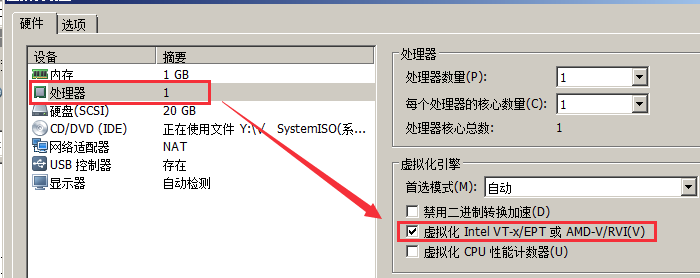 硬件 选项
设备 摘要
内存 1 GB
处理器 1
硬盘(SCSI) 20 GB
CD/DVD (IDE) 正在使用文件 Y:\V SystemISO(系...
网络适配器 NAT
USB 控制器 存在
显示器 自动检测
处理器
处理器数量(P): 1
每个处理器的核心数量(C): 1
处理器核心总数: 1
虚拟化引擎
首选模式(M): 自动
禁用二进制转换加速(D)
虚拟化 Intel VT-x/EPT 或 AMD-V/RVI(V)
虚拟化 CPU 性能计数器(U)